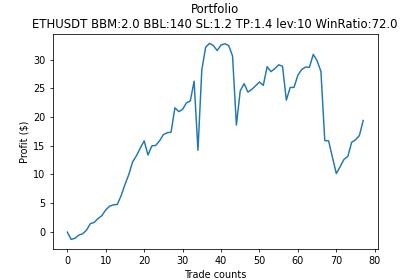 Portfolio
ETHUSDT BBM:2.0 BBL:140 SL:1.2 TP:1.4 lev:10 WinRatio:72.0
Profit ($)
30
25
20
15
10
5
0
0 10 20 30 40 50 60 70 80
Trade counts